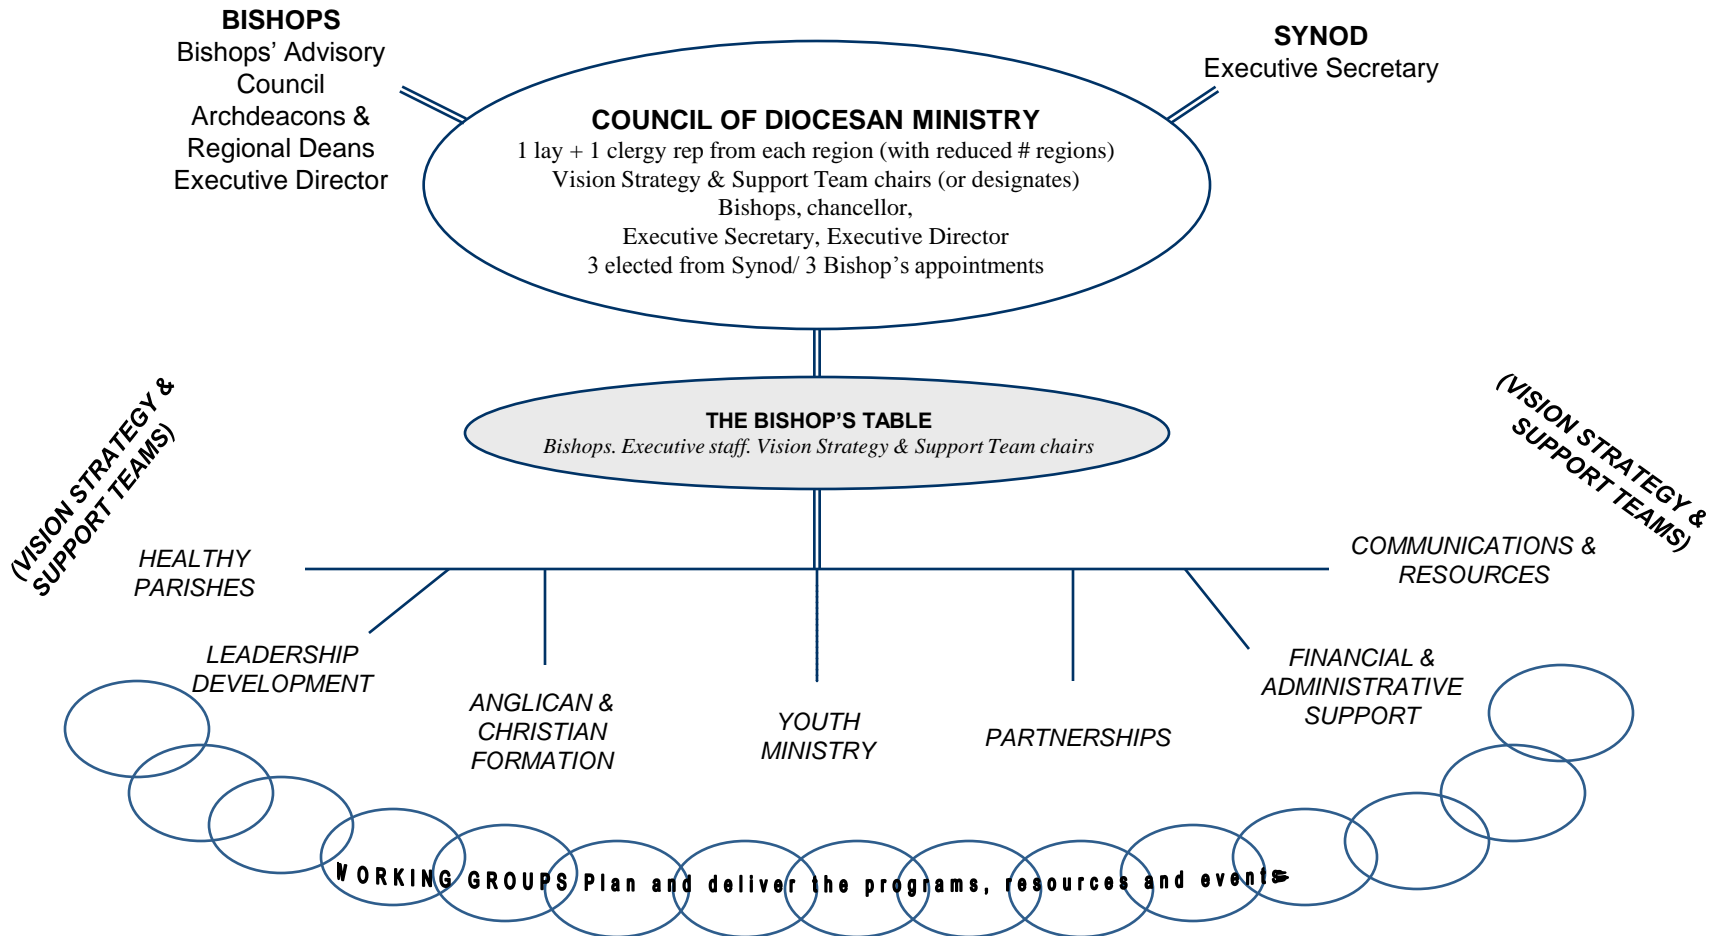 BISHOPS
Bishops’ Advisory
Council
Archdeacons &
Regional Deans
Executive Director
SYNOD
Executive Secretary
COUNCIL OF DIOCESAN MINISTRY
1 lay + 1 clergy rep from each region (with reduced # regions)
Vision Strategy & Support Team chairs (or designates)
Bishops, chancellor,
Executive Secretary, Executive Director
3 elected from Synod/ 3 Bishop’s appointments
THE BISHOP’S TABLE
Bishops. Executive staff. Vision Strategy & Support Team chairs
(VISION STRATEGY &
SUPPORT TEAMS)
(VISION STRATEGY &
SUPPORT TEAMS)
HEALTHY
PARISHES
COMMUNICATIONS &
RESOURCES
LEADERSHIP
DEVELOPMENT
FINANCIAL &
ADMINISTRATIVE
SUPPORT
ANGLICAN &
CHRISTIAN
FORMATION
YOUTH
MINISTRY
PARTNERSHIPS
WORKING GROUPS Plan and deliver the programs, resources and events